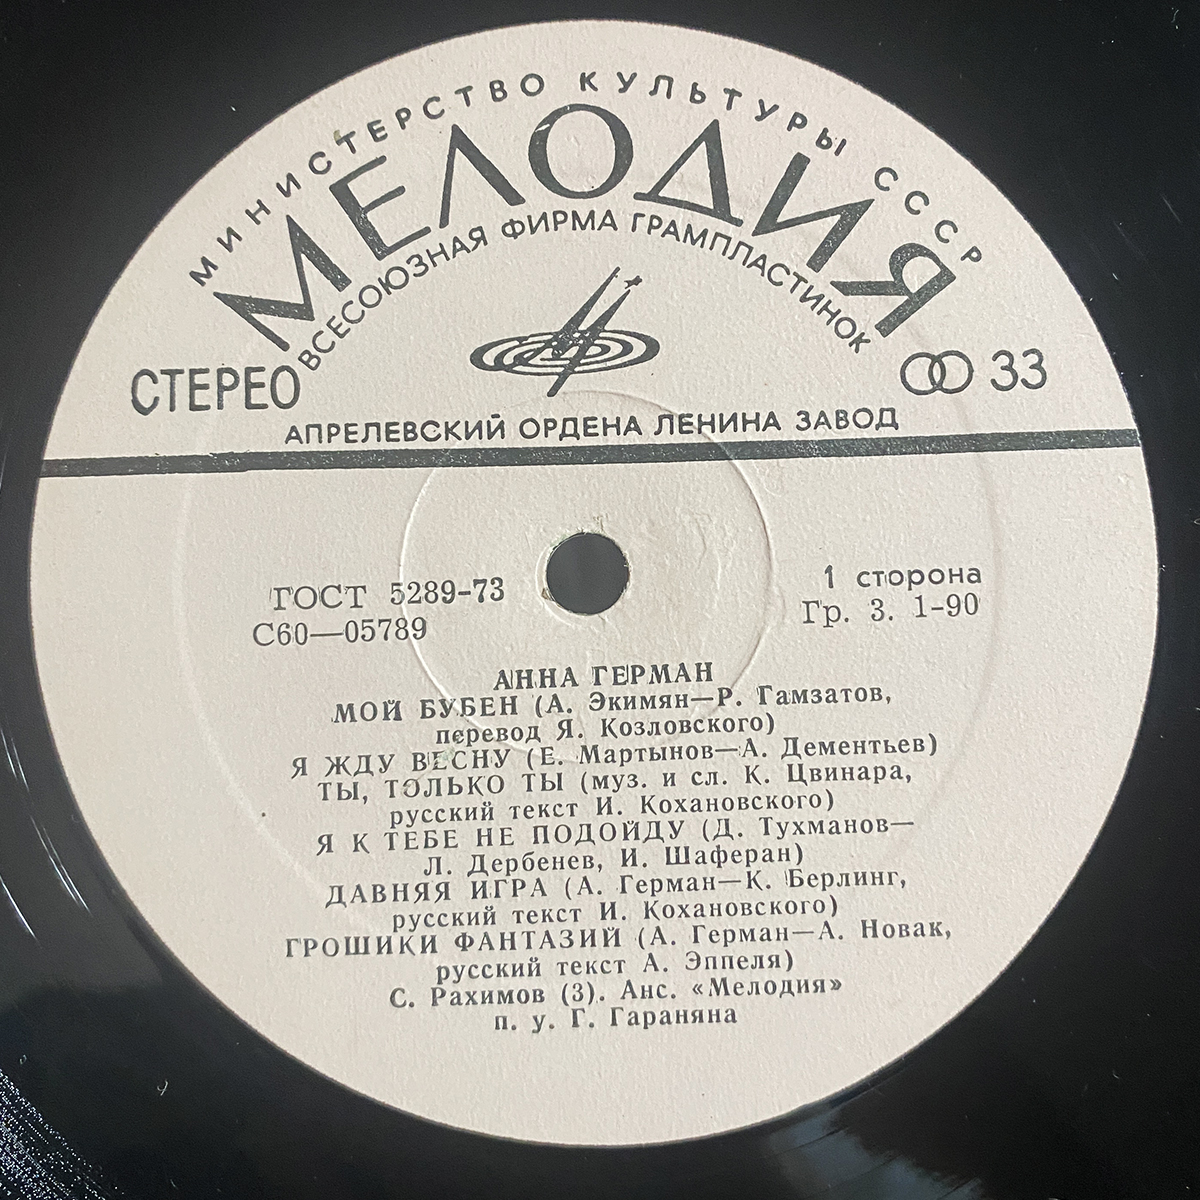 МИНИСТЕРСТВО КУЛЬТУРЫ СССР
МЕЛОДИЯ
ВСЕСОЮЗНАЯ ФИРМА ГРАМПЛАСТИНОК
СТЕРЕО
33
АПРЕЛЕВСКИЙ ОРДЕНА ЛЕНИНА ЗАВОД
ГОСТ 5289-73
С60—05789
1 сторона
Гр. 3. 1-90
АННА ГЕРМАН
МОЙ БУБЕН (А. Экимян—Р. Гамзатов,
перевод Я. Козловского)
Я ЖДУ ВЕСНУ (Е. Мартынов—А. Дементьев)
ТЫ, ТОЛЬКО ТЫ (муз. и сл. К. Цвинара,
русский текст И. Кохановского)
Я К ТЕБЕ НЕ ПОДОЙДУ (Д. Тухманов—
Л. Дербенев, И. Шаферан)
ДАВНЯЯ ИГРА (А. Герман—К. Берлинг,
русский текст И. Кохановского)
ГРОШИКИ ФАНТАЗИЙ (А. Герман—А. Новак,
русский текст А. Эппеля)
С. Рахимов (3). Анс. «Мелодия»
п. у. Г. Гараняна